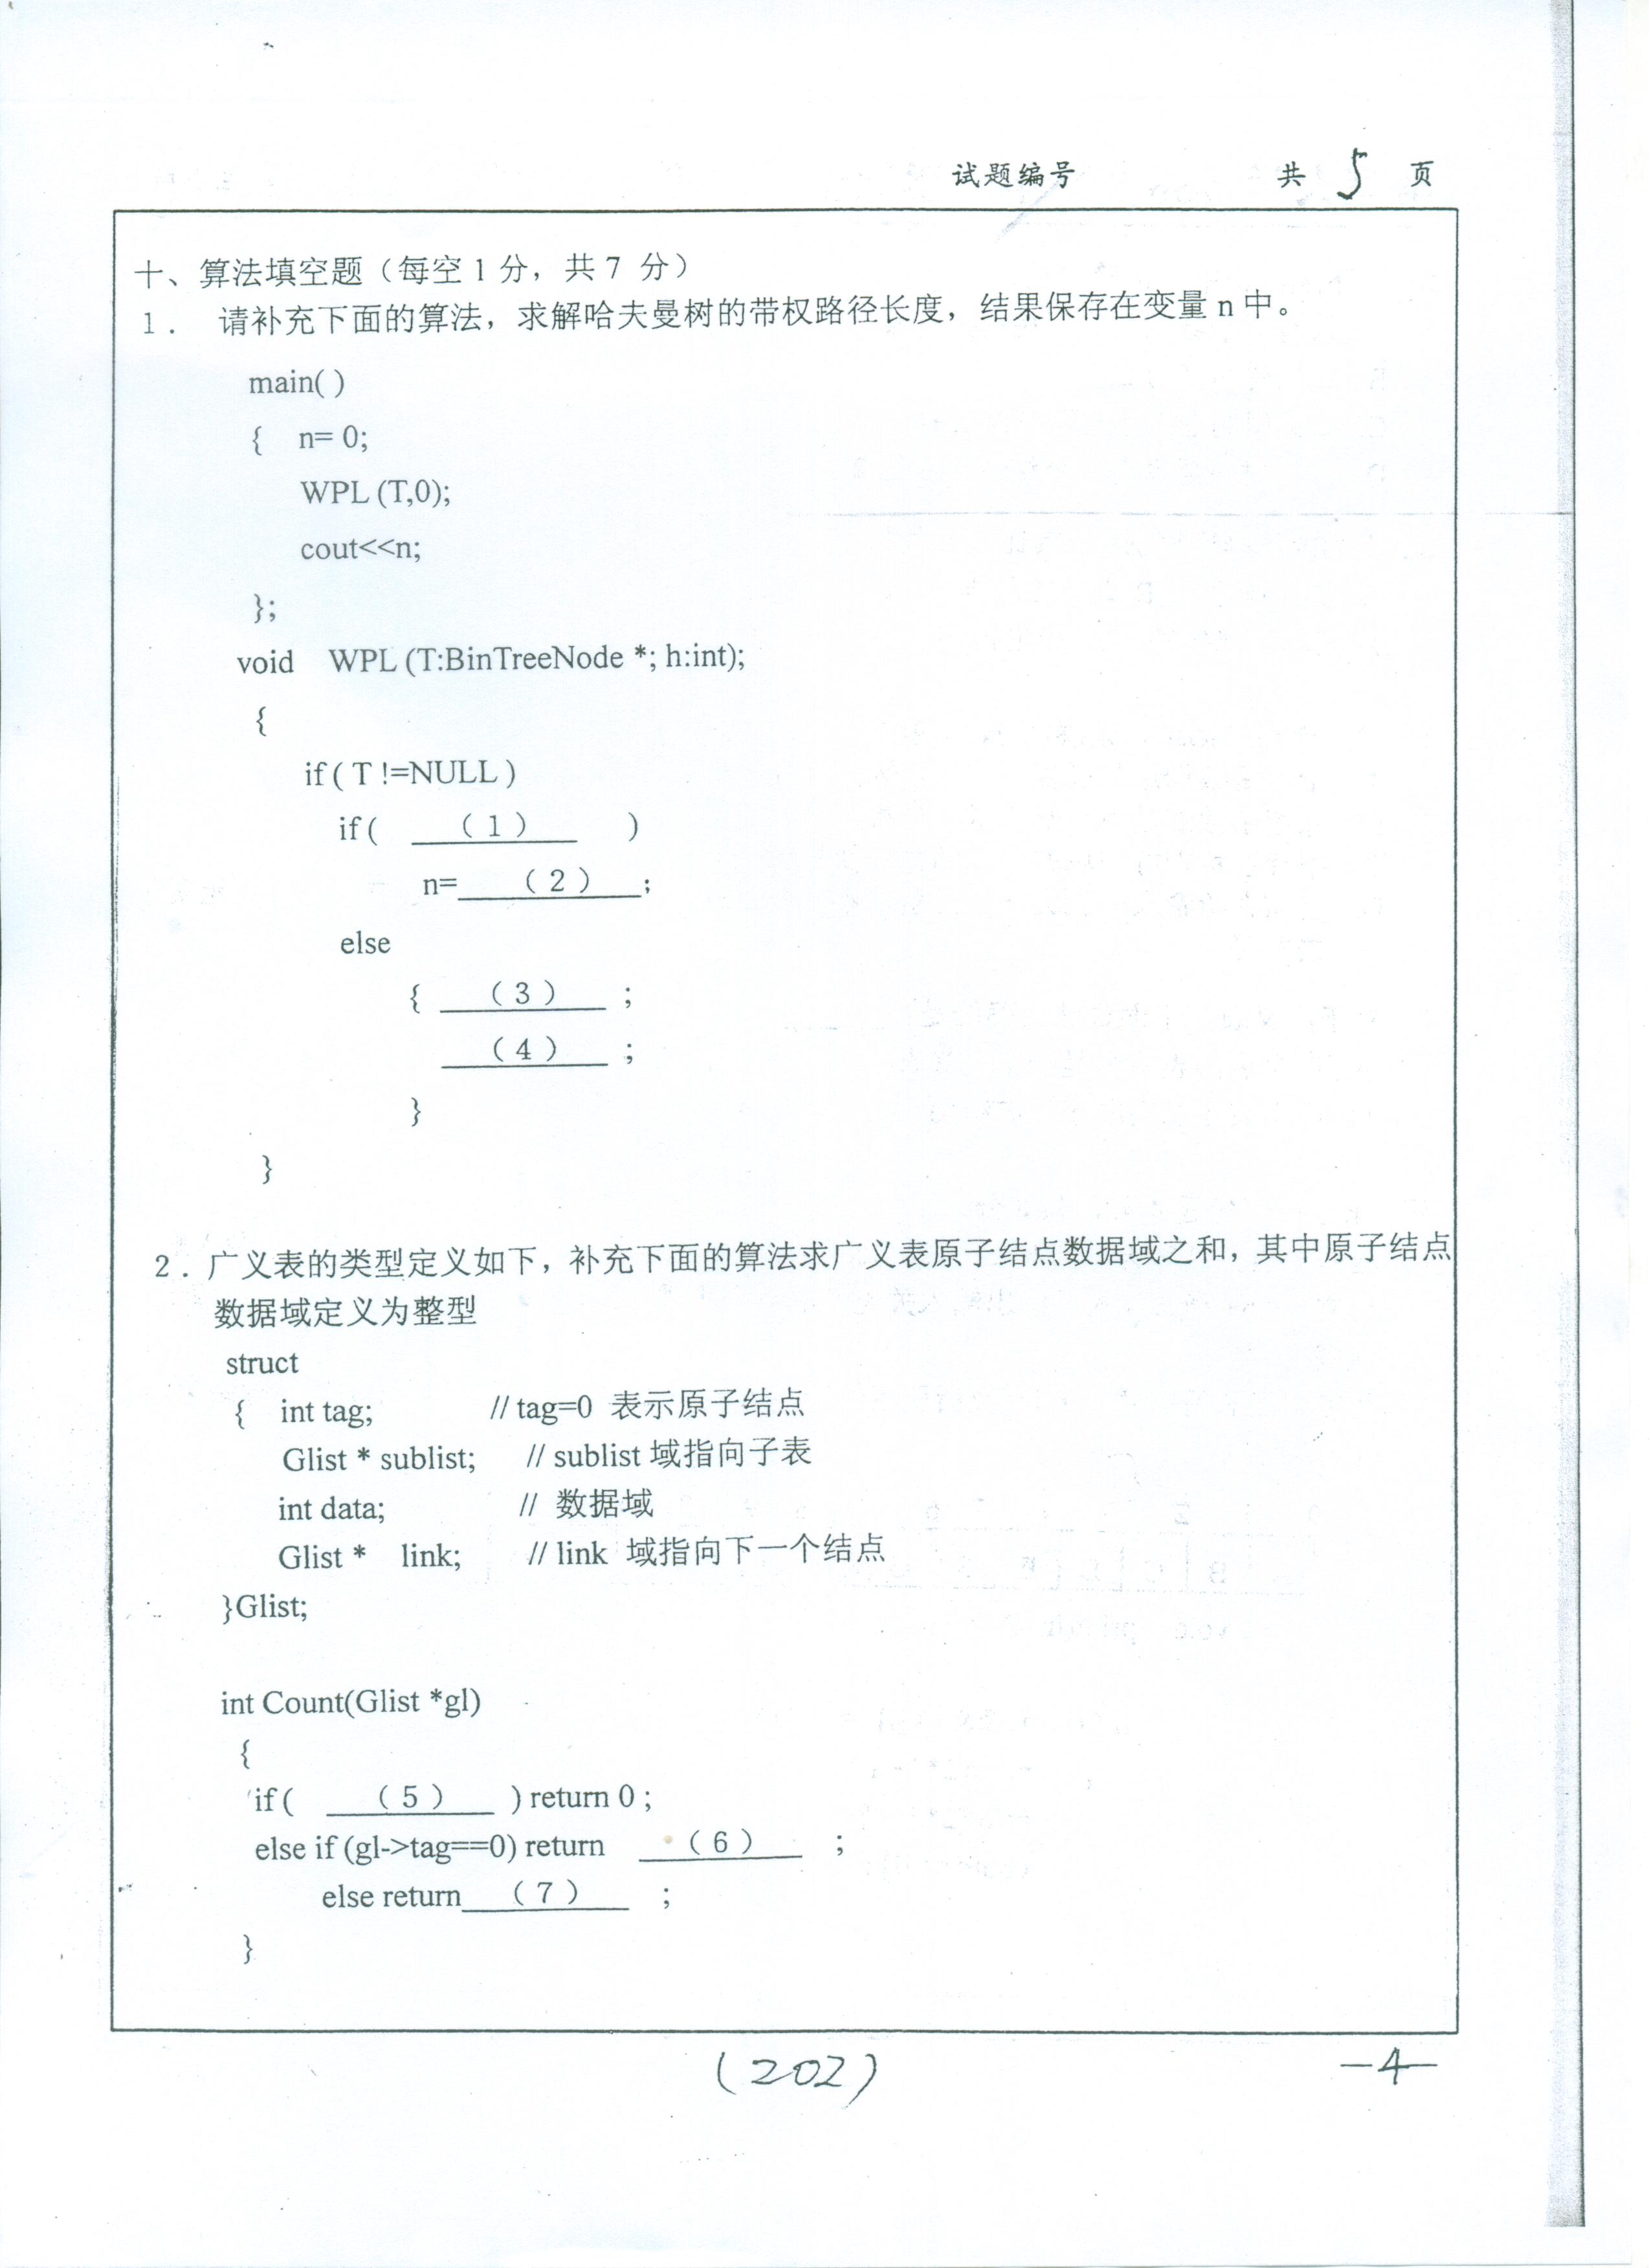 试题编号 共 5 页
十、算法填空题（每空 1 分，共 7 分）
1． 请补充下面的算法，求解哈夫曼树的带权路径长度，结果保存在变量 n 中。
main( )
{ n= 0;
WPL (T,0);
cout<<n;
};
void WPL (T:BinTreeNode *; h:int);
{
if ( T !=NULL )
if ( （1） )
n= （2） ;
else
{ （3） ;
（4） ;
}
}
2．广义表的类型定义如下，补充下面的算法求广义表原子结点数据域之和，其中原子结点
数据域定义为整型
struct
{ int tag; // tag=0 表示原子结点
Glist * sublist; // sublist 域指向子表
int data; // 数据域
Glist * link; // link 域指向下一个结点
}Glist;
int Count(Glist *gl)
{
if ( （5） ) return 0 ;
else if (gl->tag==0) return （6） ;
else return （7） ;
}
(202) —4—